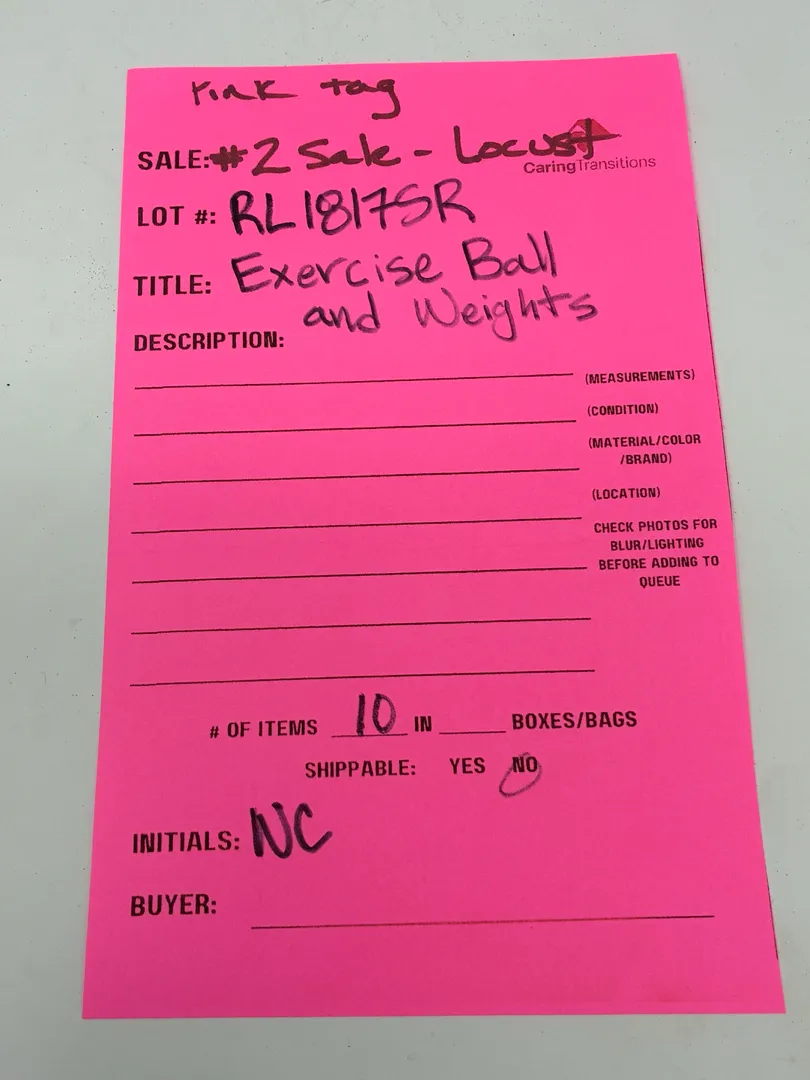 Pink tag
SALE: #2 Sale - Locust
CaringTransitions
LOT #: RL1817SR
TITLE: Exercise Ball
and Weights
DESCRIPTION:
(MEASUREMENTS)
(CONDITION)
(MATERIAL/COLOR
/BRAND)
(LOCATION)
CHECK PHOTOS FOR
BLUR/LIGHTING
BEFORE ADDING TO
QUEUE
# OF ITEMS 10 IN BOXES/BAGS
SHIPPABLE: YES NO
INITIALS: NC
BUYER: